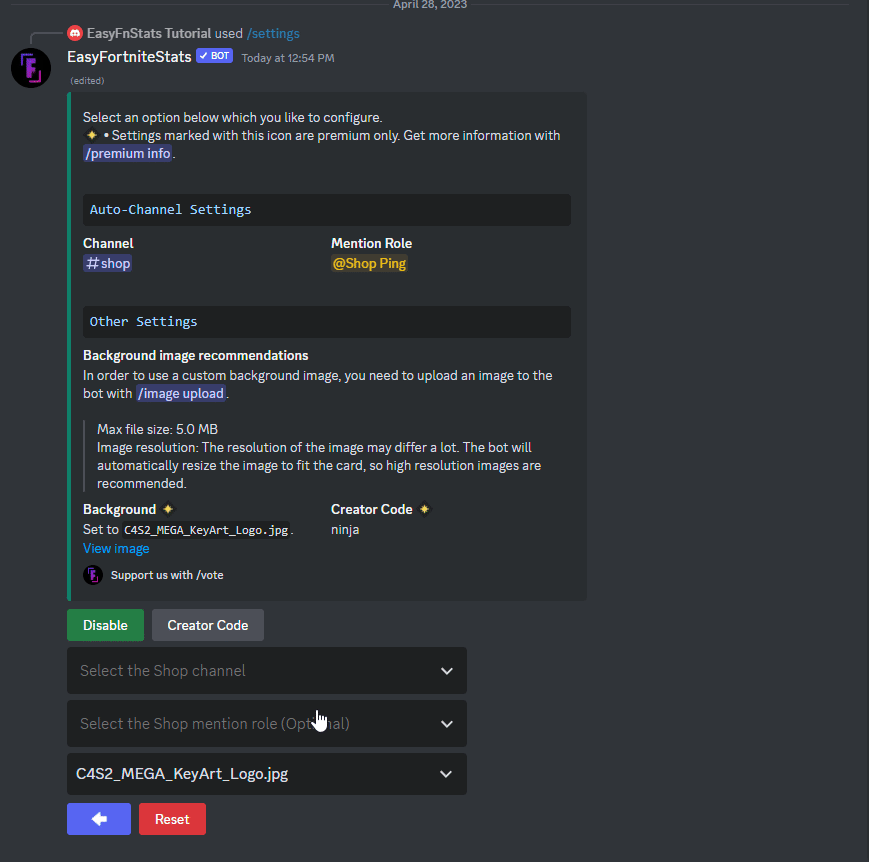 April 28, 2023
EasyFnStats Tutorial used /settings
EasyFortniteStats ✓ BOT Today at 12:54 PM
(edited)
Select an option below which you like to configure.
• Settings marked with this icon are premium only. Get more information with
/premium info.
Auto-Channel Settings
Channel Mention Role
#shop @Shop Ping
Other Settings
Background image recommendations
In order to use a custom background image, you need to upload an image to the
bot with /image upload.
Max file size: 5.0 MB
Image resolution: The resolution of the image may differ a lot. The bot will
automatically resize the image to fit the card, so high resolution images are
recommended.
Background Creator Code
Set to C4S2_MEGA_KeyArt_Logo.jpg. ninja
View image
Support us with /vote
Disable Creator Code
Select the Shop channel
Select the Shop mention role (Optional)
C4S2_MEGA_KeyArt_Logo.jpg
Reset